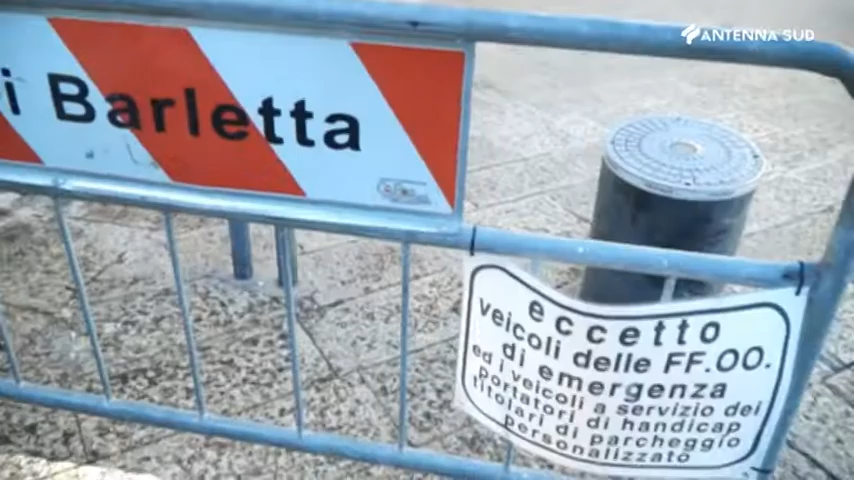 ANTENNA SUD
i Barletta
eccetto
veicoli delle FF.OO.
di emergenza
ed i veicoli a servizio dei
portatori di handicap
titolari di parcheggio
personalizzato